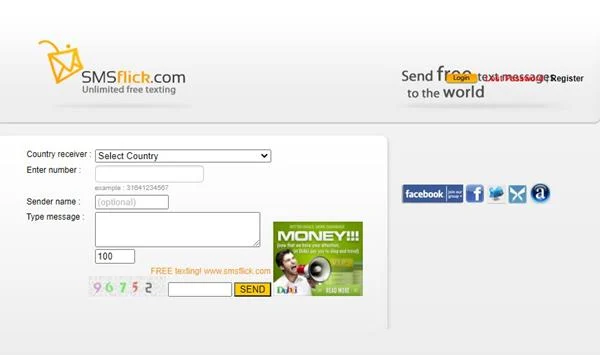 SMSflick.com
Unlimited free texting
Send free text messages
to the world
Login
Lost Password | Register
Country receiver :
Select Country
Enter number :
example : 31641234567
Sender name :
(optional)
Type message :
100
FREE texting! www.smsflick.com
96752
SEND
MONEY!!!
READ MORE
facebook
join our group
f
a